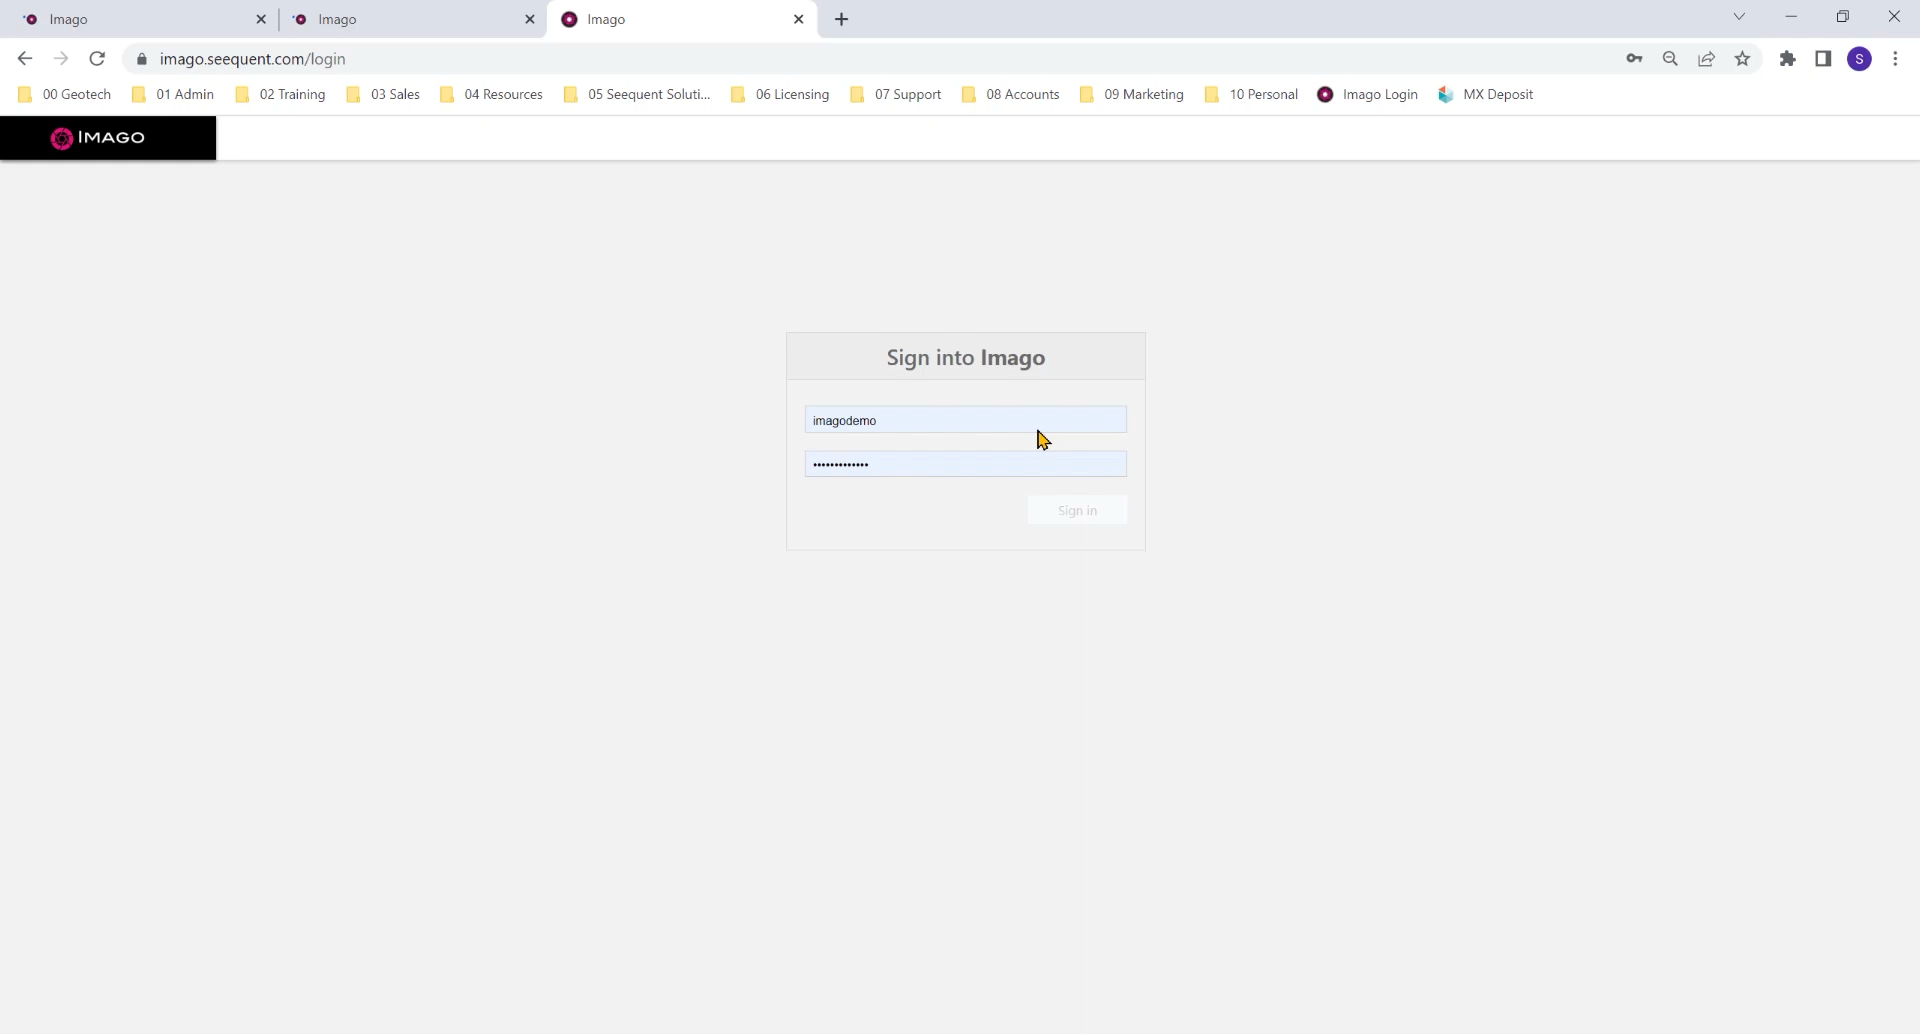 Imago
Imago
Imago
imago.seequent.com/login
S
00 Geotech
01 Admin
02 Training
03 Sales
04 Resources
05 Seequent Soluti...
06 Licensing
07 Support
08 Accounts
09 Marketing
10 Personal
Imago Login
MX Deposit
IMAGO
Sign into Imago
imagodemo
•••••••••••••
Sign in